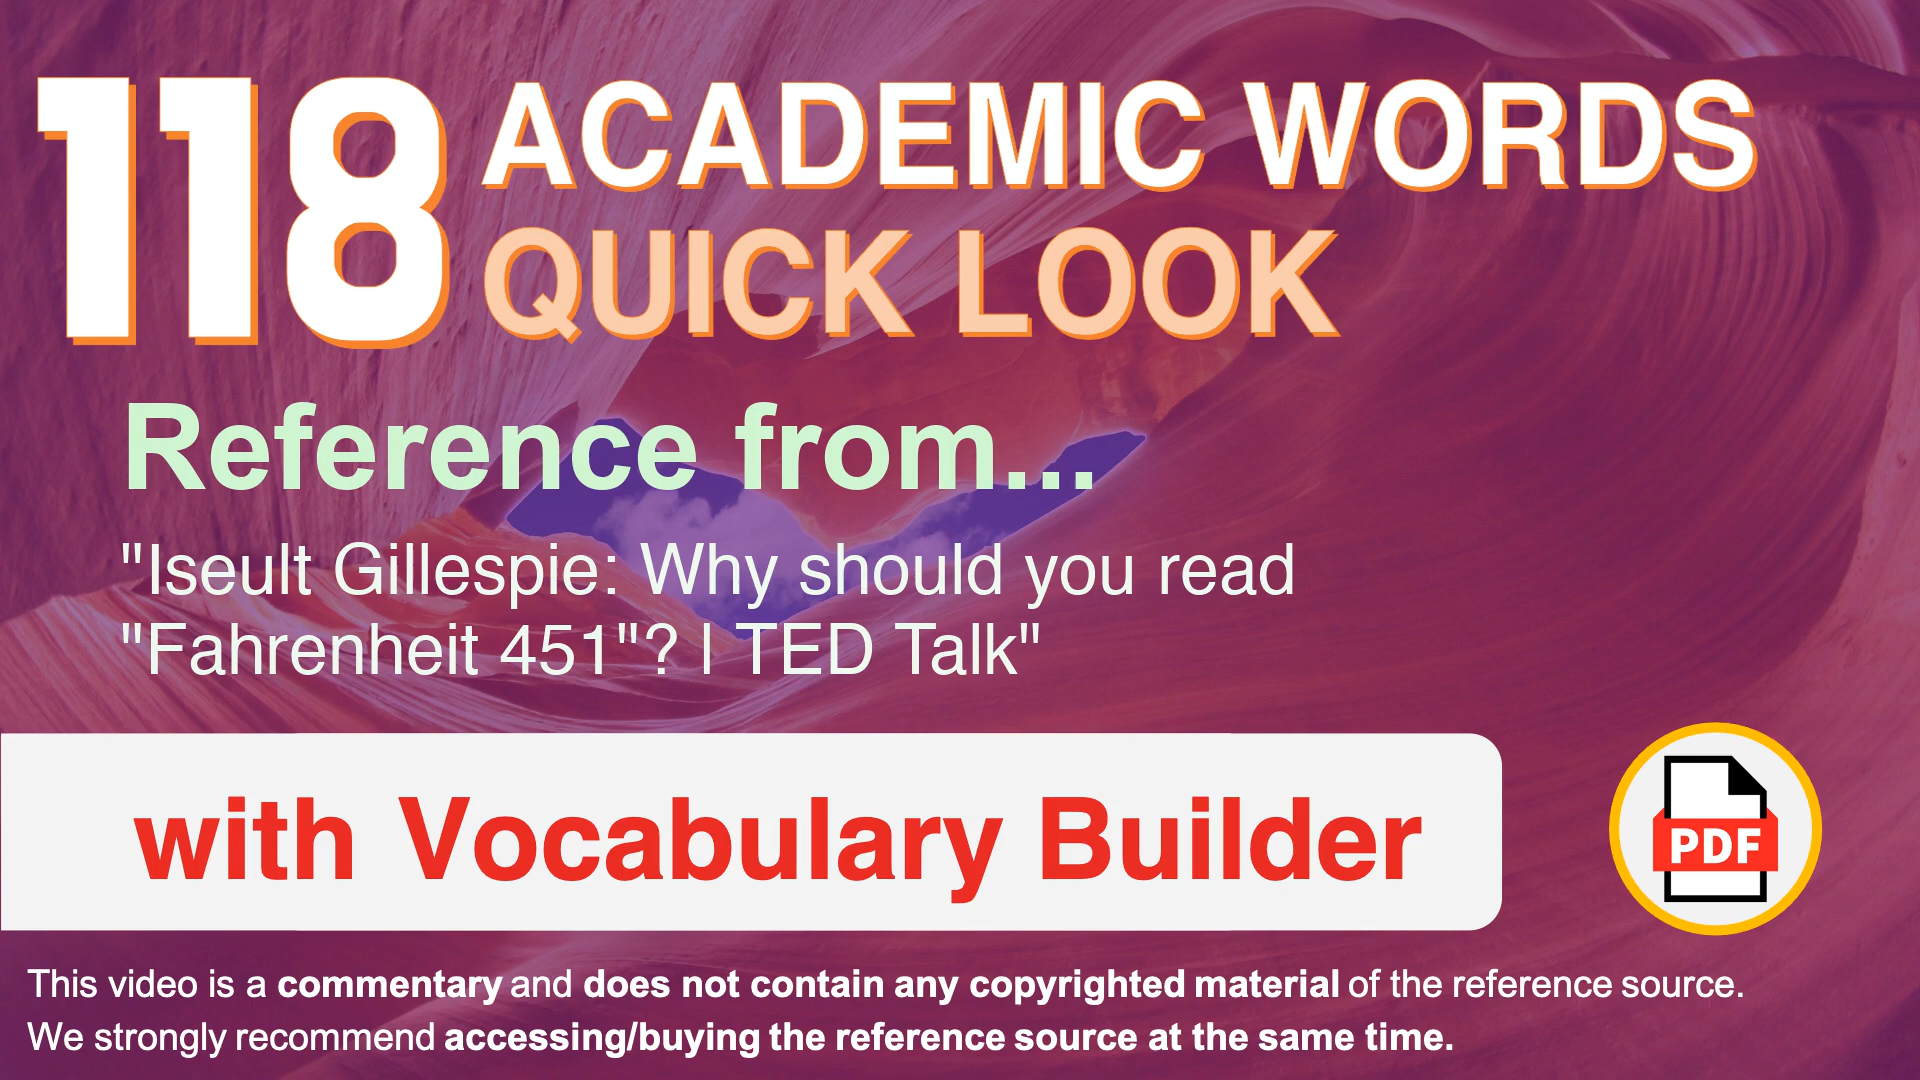 118 ACADEMIC WORDS
QUICK LOOK
Reference from...
"Iseult Gillespie: Why should you read
"Fahrenheit 451"? | TED Talk"
with Vocabulary Builder
PDF
This video is a commentary and does not contain any copyrighted material of the reference source.
We strongly recommend accessing/buying the reference source at the same time.